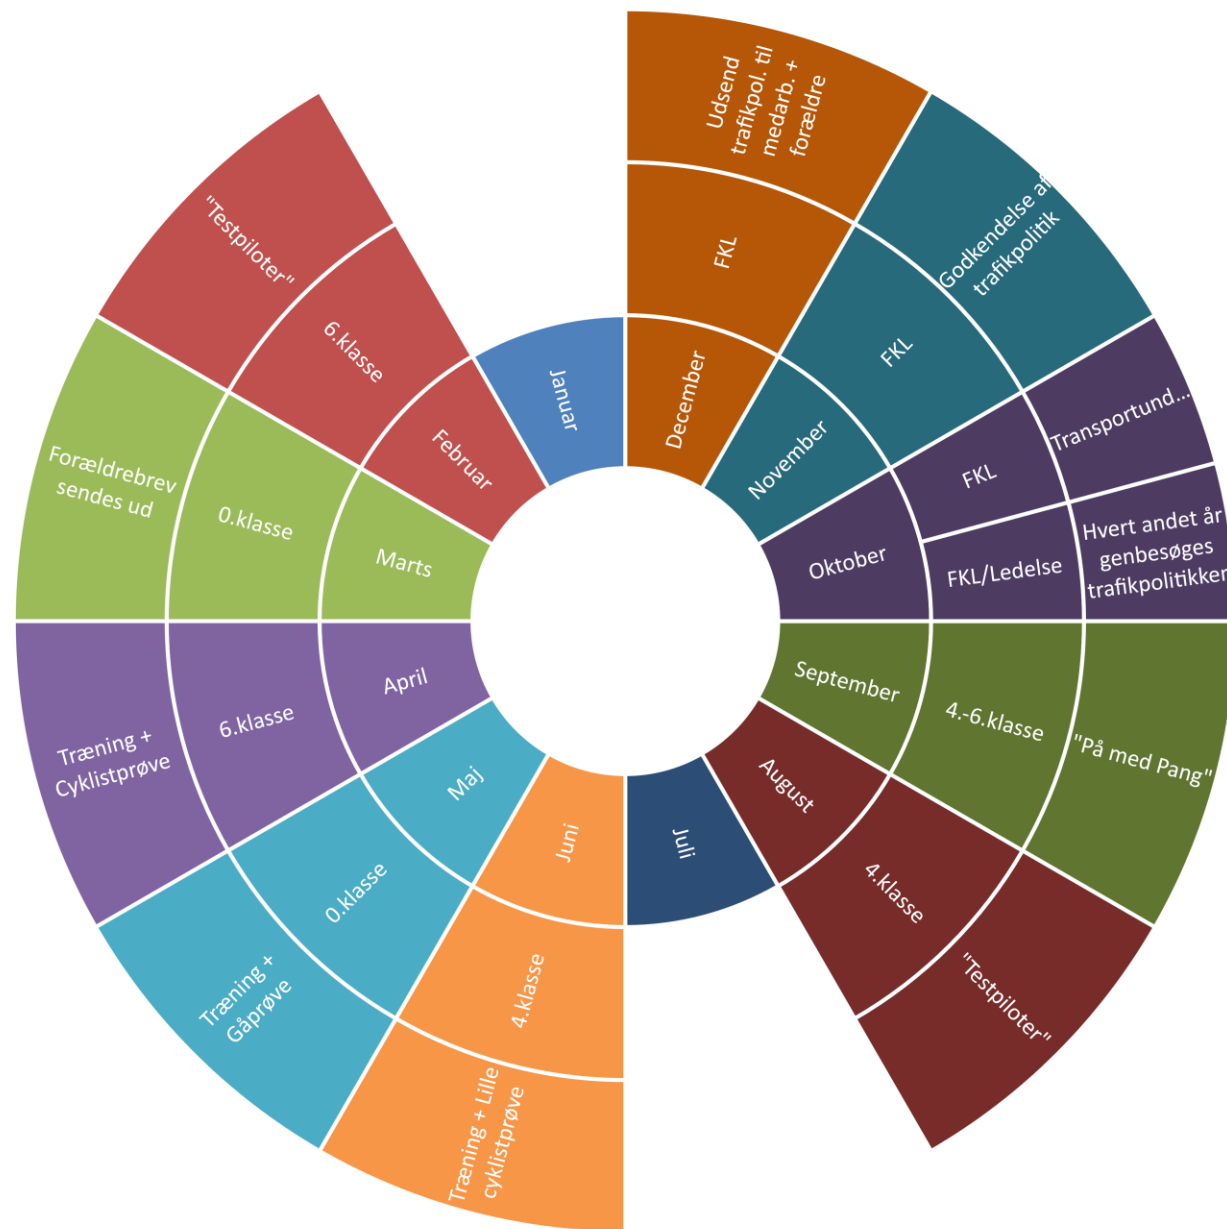 Januar
Februar
6.klasse
"Testpiloter"
Marts
0.klasse
Forældrebrev
sendes ud
April
6.klasse
Træning +
Cyklistprøve
Maj
0.klasse
Træning +
Gåprøve
Juni
4.klasse
Træning + Lille
cyklistprøve
Juli
August
4.klasse
"Testpiloter"
September
4.-6.klasse
"På med Pang"
Oktober
FKL
Transportund...
FKL/Ledelse
Hvert andet år
genbesøges
trafikpolitikken
November
FKL
Godkendelse af
trafikpolitik
December
FKL
Udsend
trafikpol. til
medarb. +
forældre